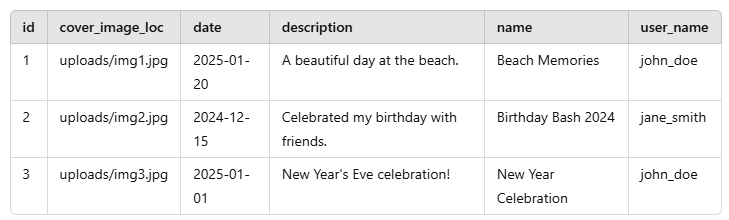 id cover_image_loc date description name user_name
1 uploads/img1.jpg 2025-01- A beautiful day at the beach. Beach Memories john_doe
20
2 uploads/img2.jpg 2024-12- Celebrated my birthday with Birthday Bash 2024 jane_smith
15 friends.
3 uploads/img3.jpg 2025-01- New Year's Eve celebration! New Year john_doe
01 Celebration